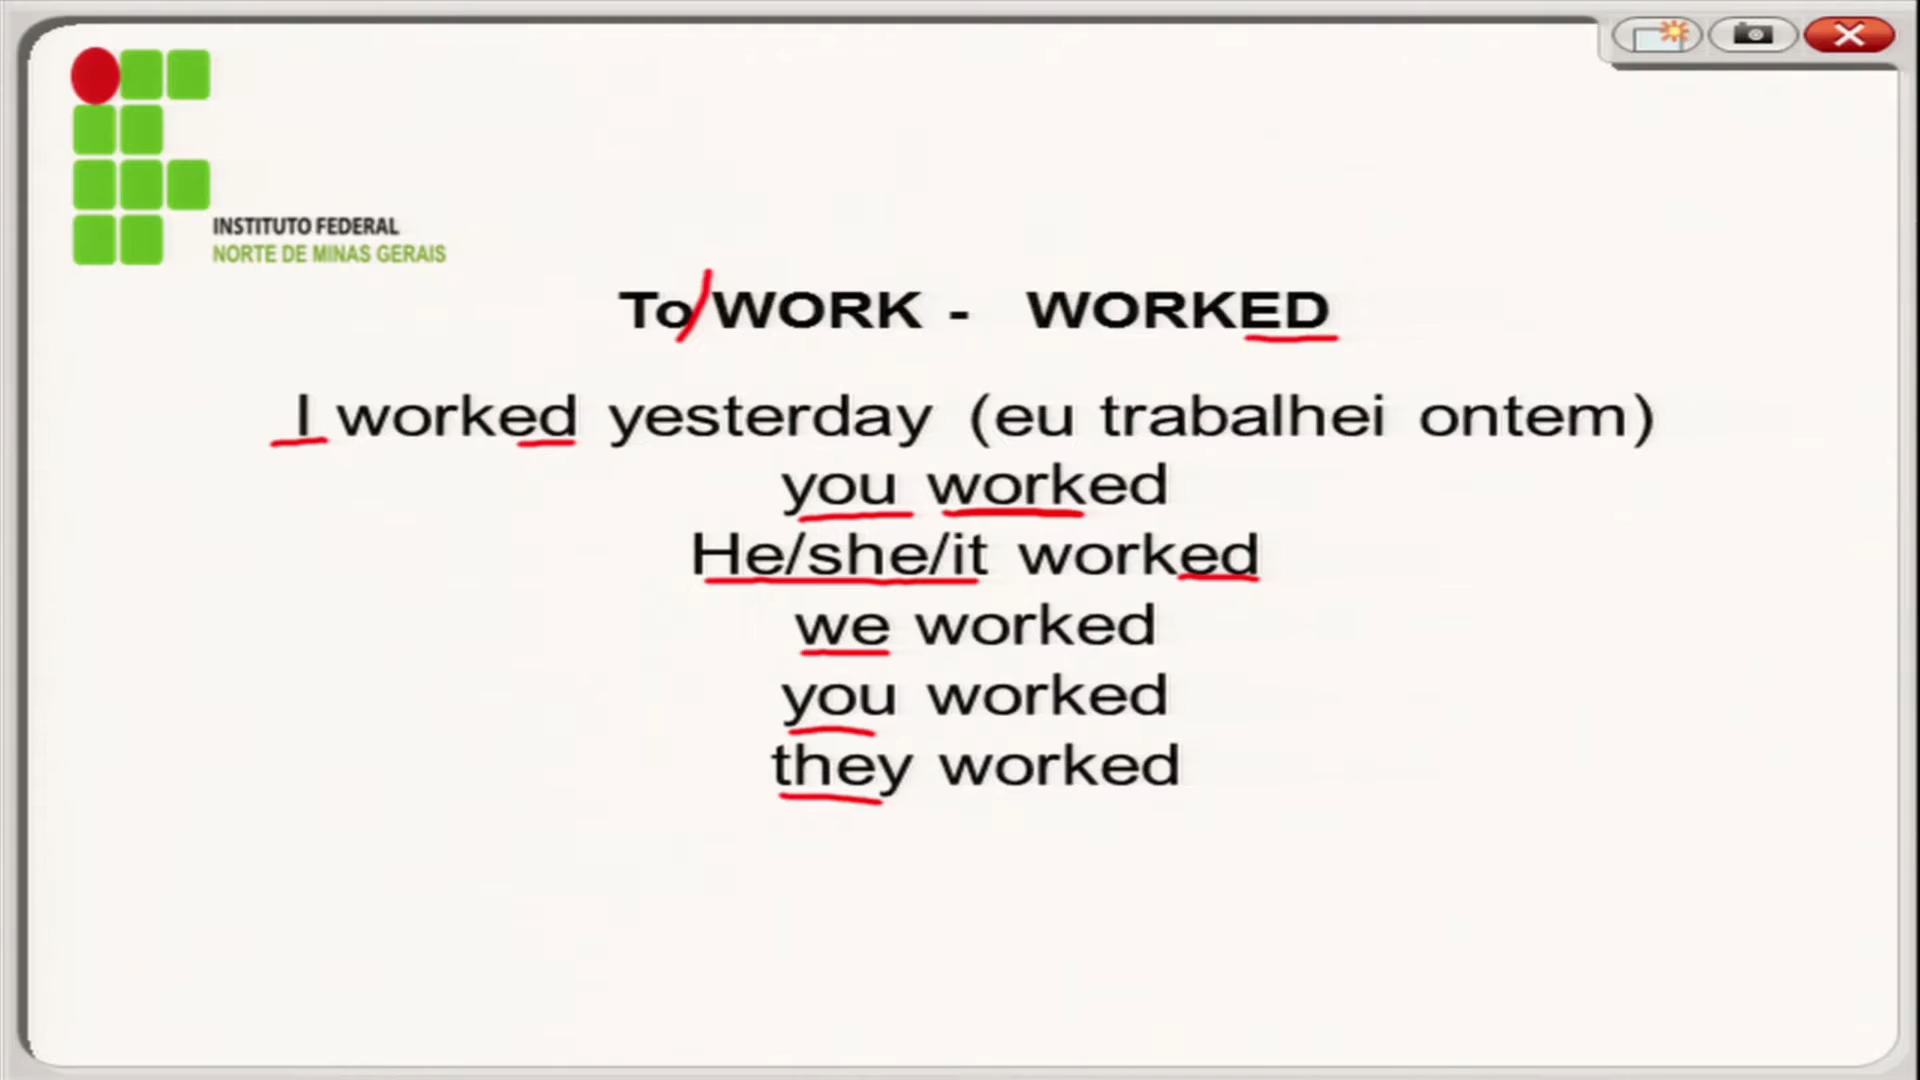 INSTITUTO FEDERAL
NORTE DE MINAS GERAIS
To WORK - WORKED
I worked yesterday (eu trabalhei ontem)
you worked
He/she/it worked
we worked
you worked
they worked